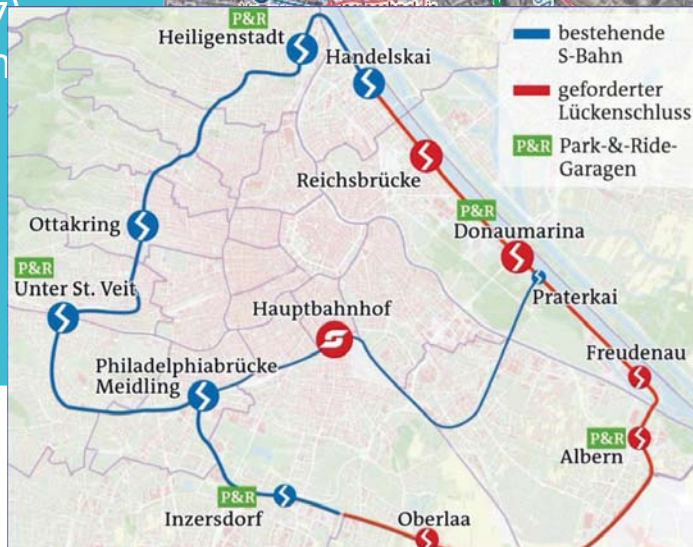 7)
n
P&R
Heiligenstadt
Handelskai
bestehende
S-Bahn
geforderter
Lückenschluss
P&R Park-&-Ride-
Garagen
Reichsbrücke
P&R
Donaumarina
Ottakring
P&R
Unter St. Veit
Praterkai
Hauptbahnhof
Philadelphiabrücke
Meidling
Freudenau
P&R
Albern
P&R
Inzersdorf
Oberlaa